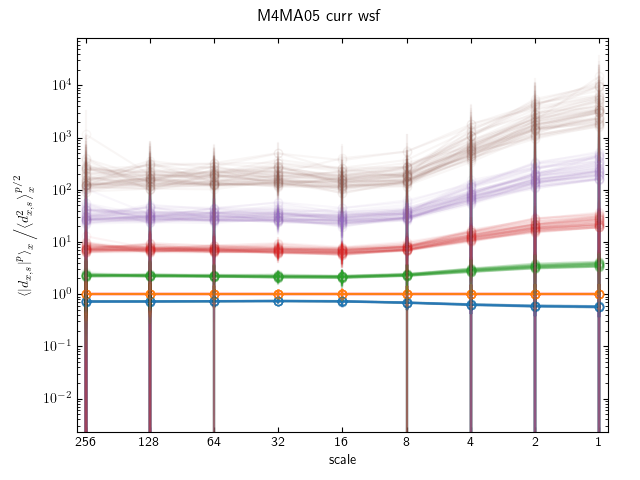 M4MA05 curr wsf
⟨|d_{x,s}|^p⟩_x / ⟨d_{x,s}^2⟩_x^{p/2}
10^4
10^3
10^2
10^1
10^0
10^{-1}
10^{-2}
256 128 64 32 16 8 4 2 1
scale